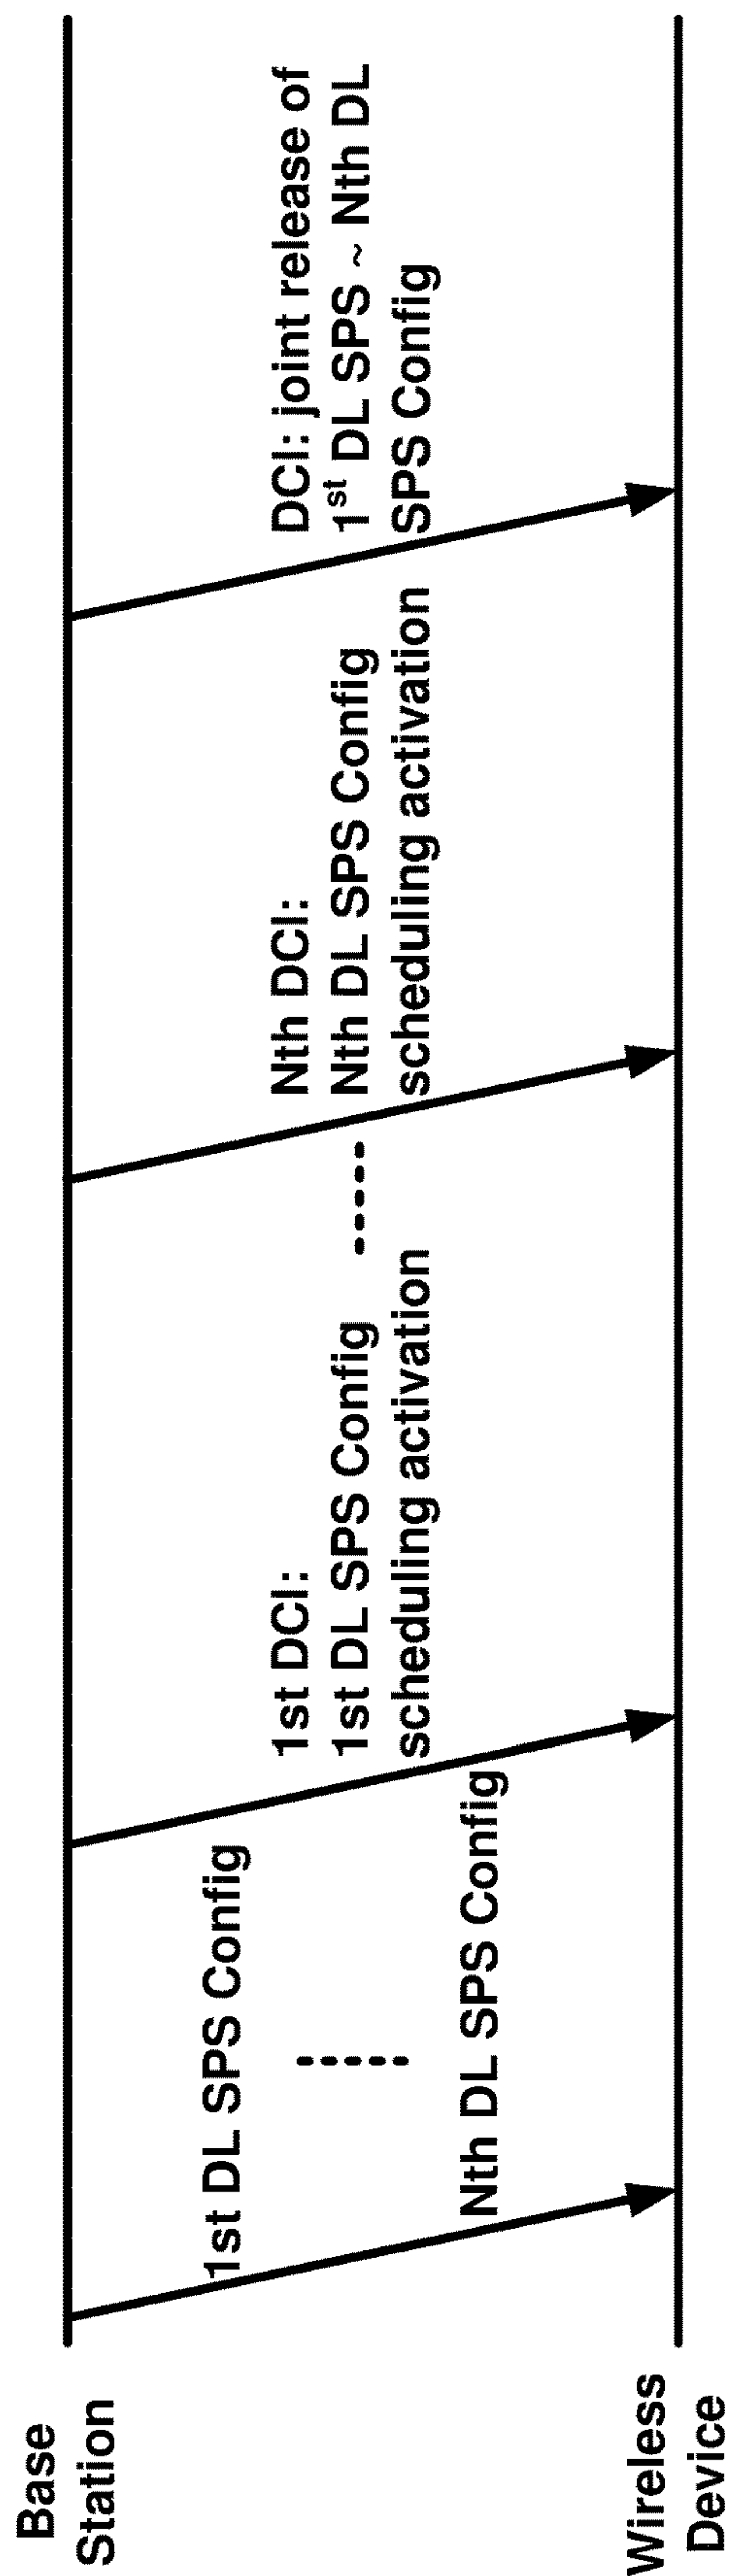 Base
Station
1st DL SPS Config
Nth DL SPS Config
1st DCI:
1st DL SPS Config
scheduling activation
Nth DCI:
Nth DL SPS Config
scheduling activation
DCI: joint release of
1st DL SPS ~ Nth DL
SPS Config
Wireless
Device